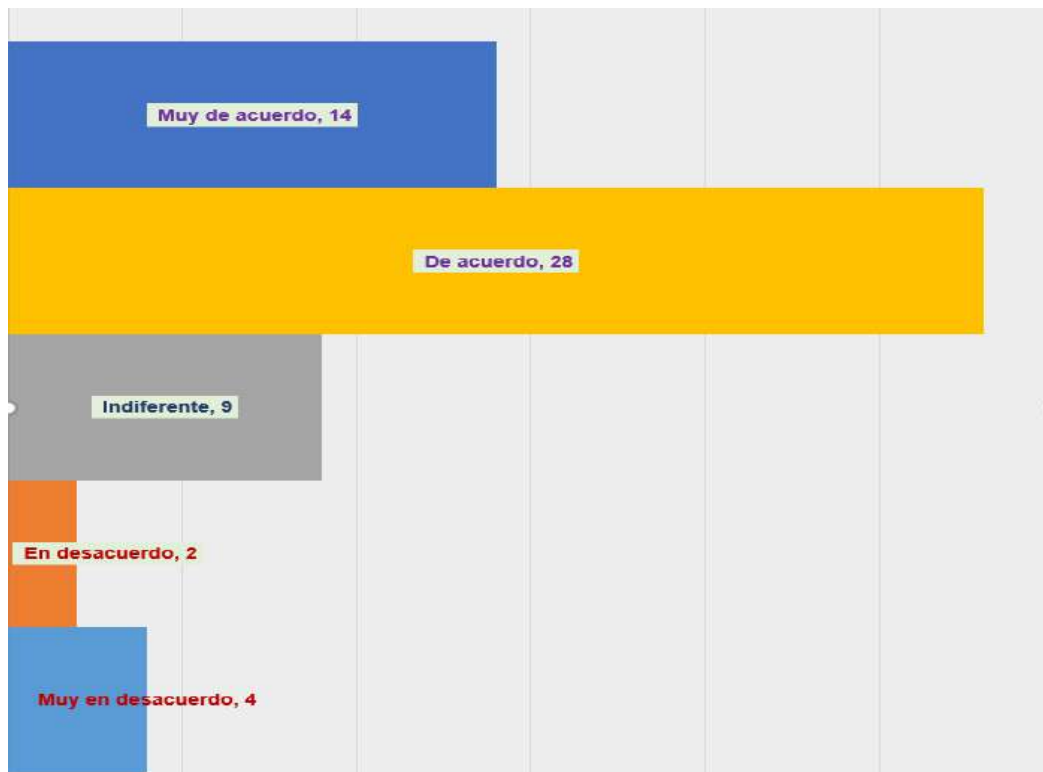 Muy de acuerdo, 14
De acuerdo, 28
Indiferente, 9
En desacuerdo, 2
Muy en desacuerdo, 4